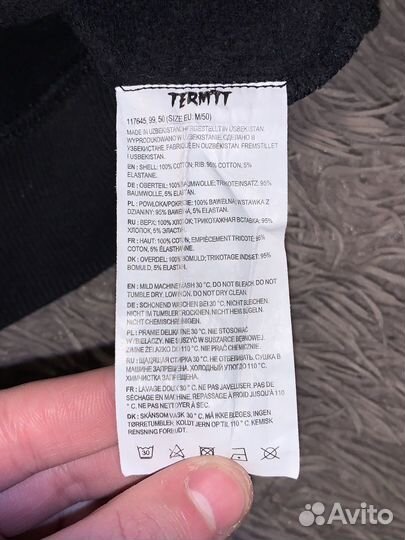 TERMIT
117645, 99, 50 (SIZE EU: M/50)
MADE IN UZBEKISTAN/HERGESTELLT IN USBEKISTAN.
WYPRODUKOWANO W UZBEKISTANIE. СДЕЛАНО В
УЗБЕКИСТАНЕ. FABRIQUÉ EN OUZBÉKISTAN. FREMSTILLET
I USBEKISTAN.
EN: SHELL: 100% COTTON; RIB: 95% COTTON, 5%
ELASTANE.
DE: OBERTEIL: 100% BAUMWOLLE; TRIKOTEINSATZ: 95%
BAUMWOLLE, 5% ELASTAN.
PL: POWŁOKA/POKRYCIE: 100% BAWEŁNA; WSTAWKA Z
DZIANINY: 95% BAWEŁNA, 5% ELASTAN.
RU: ВЕРХ: 100% ХЛОПОК; ТРИКОТАЖНАЯ ВСТАВКА: 95%
ХЛОПОК, 5% ЭЛАСТАН.
FR: HAUT: 100% COTON, EMPIÈCEMENT TRICOTÉ 95%
COTON, 5% ÉLASTHANNE.
DK: OVERDEL: 100% BOMULD; TRIKOTAGE INDSÆT: 95%
BOMULD, 5% ELASTAN.
EN: MILD MACHINE WASH 30 °C. DO NOT BLEACH. DO NOT
TUMBLE DRY. LOW IRON. DO NOT DRY CLEAN.
DE: SCHONEND WASCHEN BEI 30 °C. NICHT BLEICHEN.
NICHT IM TUMBLER TROCKNEN. NICHT HEIß BÜGELN.
NICHT CHEMISCH REINIGEN.
PL: PRANIE DELIKATNE 30 °C. NIE STOSOWAĆ
WYBIELACZY. NIE SUSZYĆ W SUSZARCE BĘBNOWEJ.
ZIMNE ŻELAZKO DO 110 °C. NIE CZYŚCIĆ CHEMICZNIE.
RU: ЩАДЯЩАЯ СТИРКА 30 °C. НЕ ОТБЕЛИВАТЬ. СУШКА В
МАШИНЕ ЗАПРЕЩЕНА. ХОЛОДНЫЙ УТЮГ ДО 110 °C.
ХИМЧИСТКА ЗАПРЕЩЕНА.
FR: LAVAGE DOUX 30 °C. NE PAS JAVELLISER. PAS DE
SÉCHAGE EN MACHINE. REPASSAGE À FROID JUSQU'À 110
°C. NE PAS NETTOYER À SEC.
DK: SKÅNSOM VASK 30 °C. MÅ IKKE BLEGES. INGEN
TØRRETUMBLER. KOLDT JERN OP TIL 110 °C. KEMISK
RENSNING FORBUDT.
30
Avito